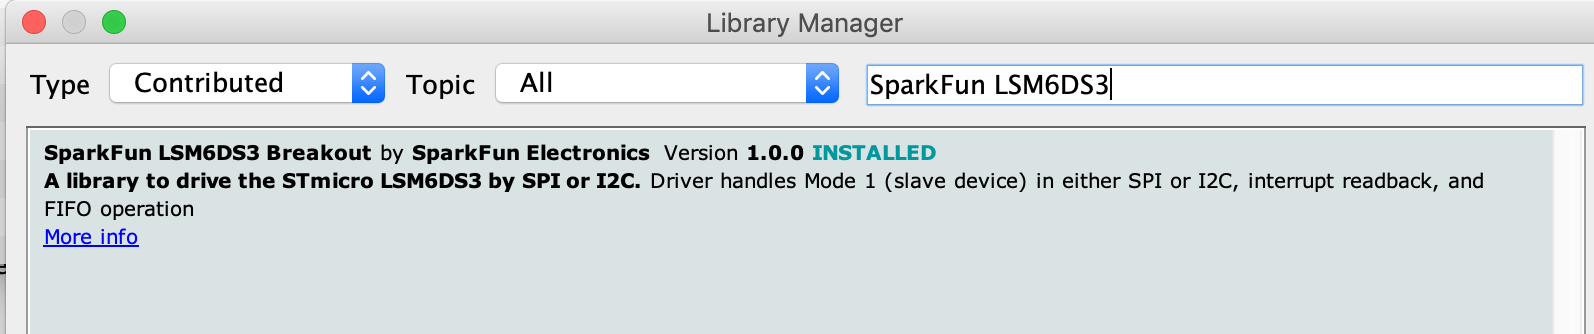 Library Manager
Type Contributed Topic All SparkFun LSM6DS3
SparkFun LSM6DS3 Breakout by SparkFun Electronics Version 1.0.0 INSTALLED
A library to drive the STmicro LSM6DS3 by SPI or I2C. Driver handles Mode 1 (slave device) in either SPI or I2C, interrupt readback, and
FIFO operation
More info